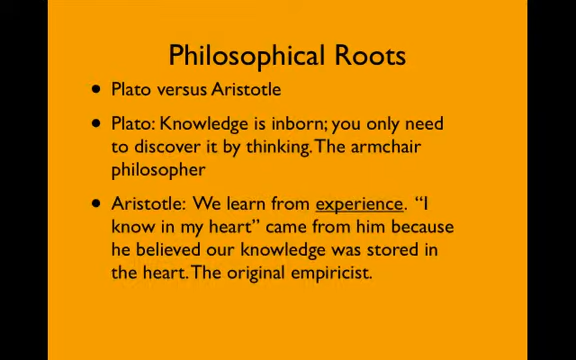 Philosophical Roots
• Plato versus Aristotle
• Plato: Knowledge is inborn; you only need
to discover it by thinking. The armchair
philosopher
• Aristotle: We learn from experience. “I
know in my heart” came from him because
he believed our knowledge was stored in
the heart. The original empiricist.